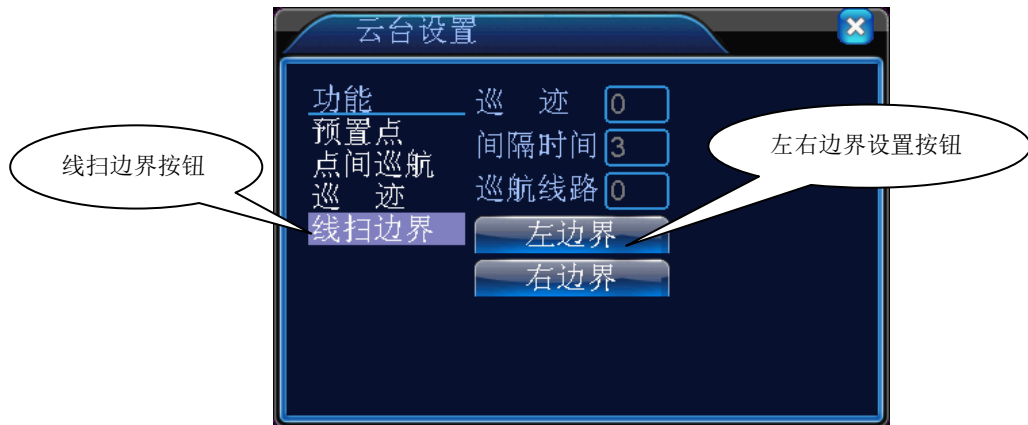 云台设置
功能
预置点
点间巡航
巡 迹
线扫边界
巡 迹 0
间隔时间 3
巡航线路 0
左边界
右边界
线扫边界按钮
左右边界设置按钮